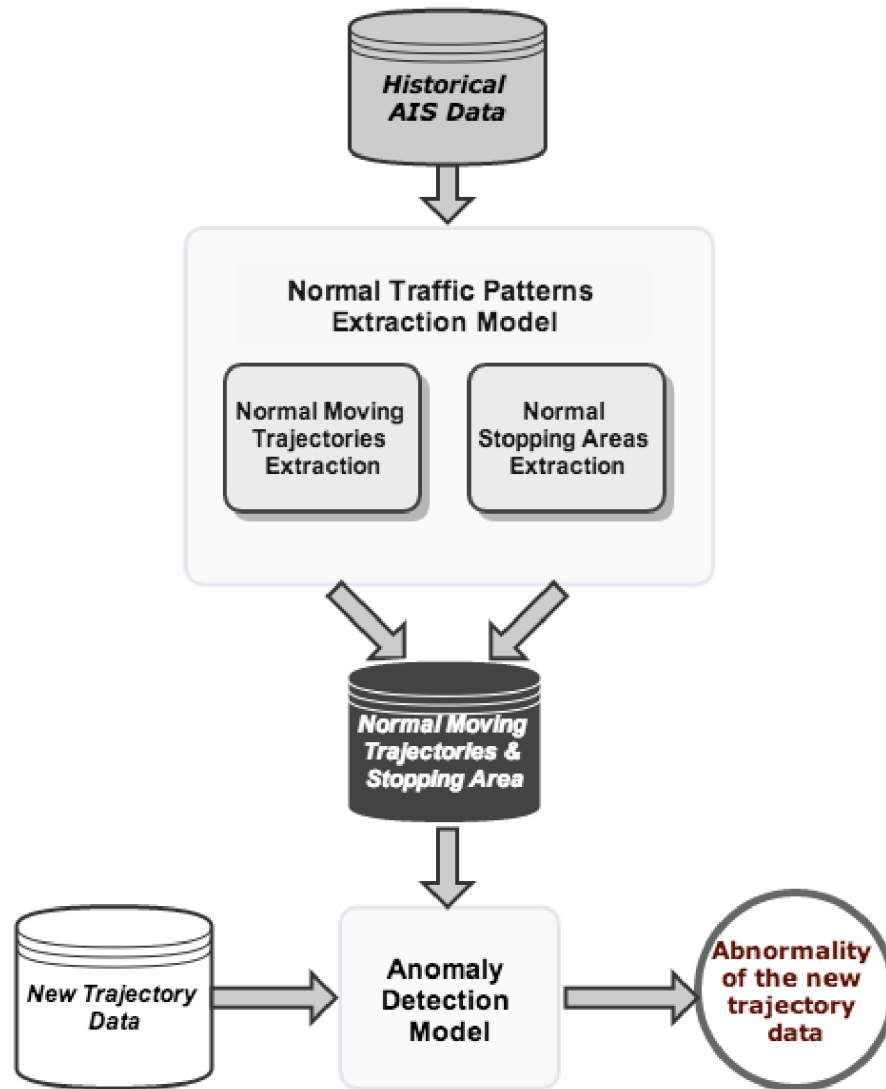 Historical
AIS Data
Normal Traffic Patterns
Extraction Model
Normal Moving
Trajectories
Extraction
Normal
Stopping Areas
Extraction
Normal Moving
Trajectories &
Stopping Area
New Trajectory
Data
Anomaly
Detection
Model
Abnormality
of the new
trajectory
data